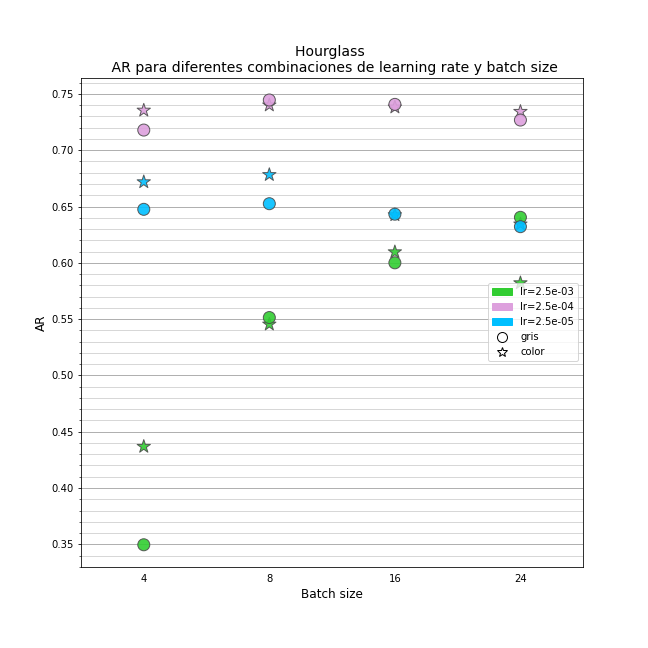 Hourglass
AR para diferentes combinaciones de learning rate y batch size
AR
0.75
0.70
0.65
0.60
0.55
0.50
0.45
0.40
0.35
lr=2.5e-03
lr=2.5e-04
lr=2.5e-05
gris
color
4 8 16 24
Batch size